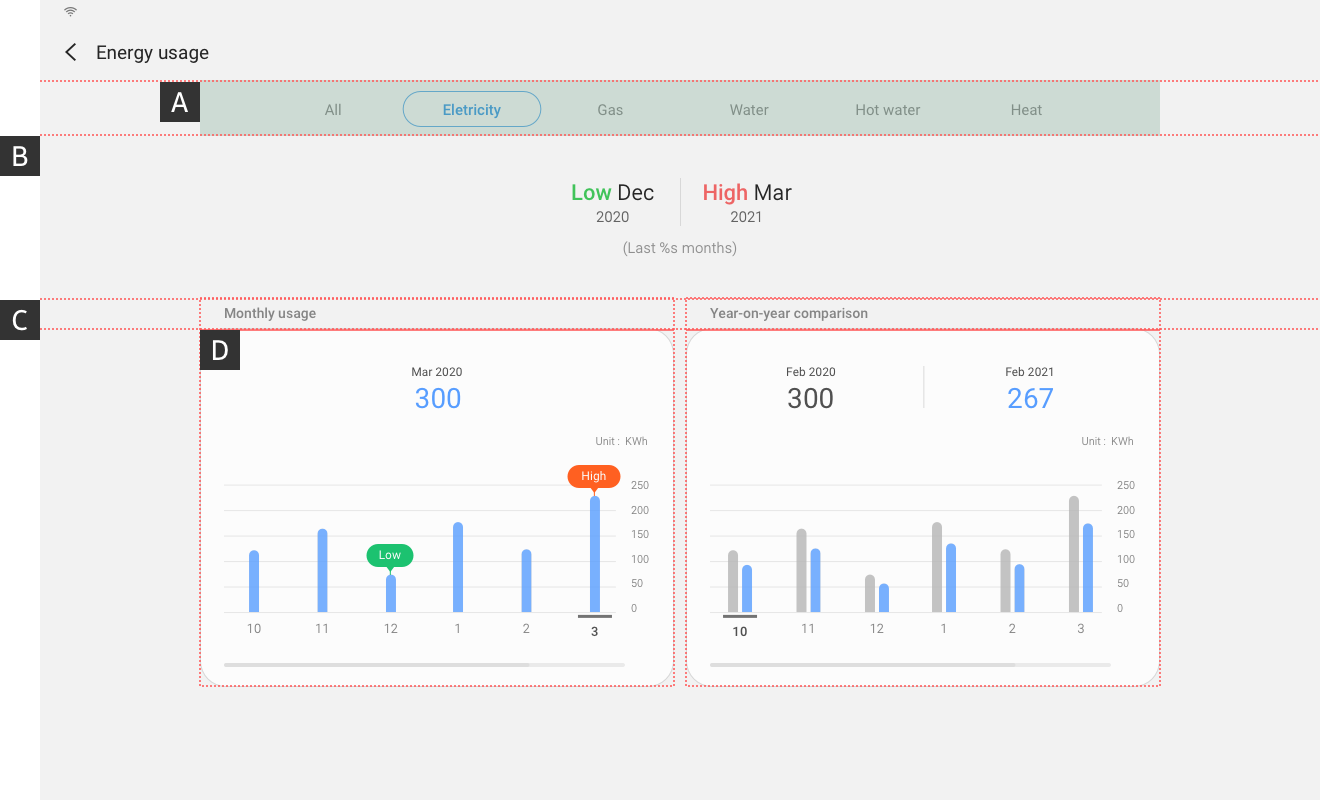 Energy usage
A
All Eletricity Gas Water Hot water Heat
B
Low Dec High Mar
2020 2021
(Last %s months)
C
Monthly usage
D
Mar 2020
300
Unit : KWh
High
Low
250
200
150
100
50
0
10 11 12 1 2 3
Year-on-year comparison
Feb 2020 Feb 2021
300 267
Unit : KWh
250
200
150
100
50
0
10 11 12 1 2 3